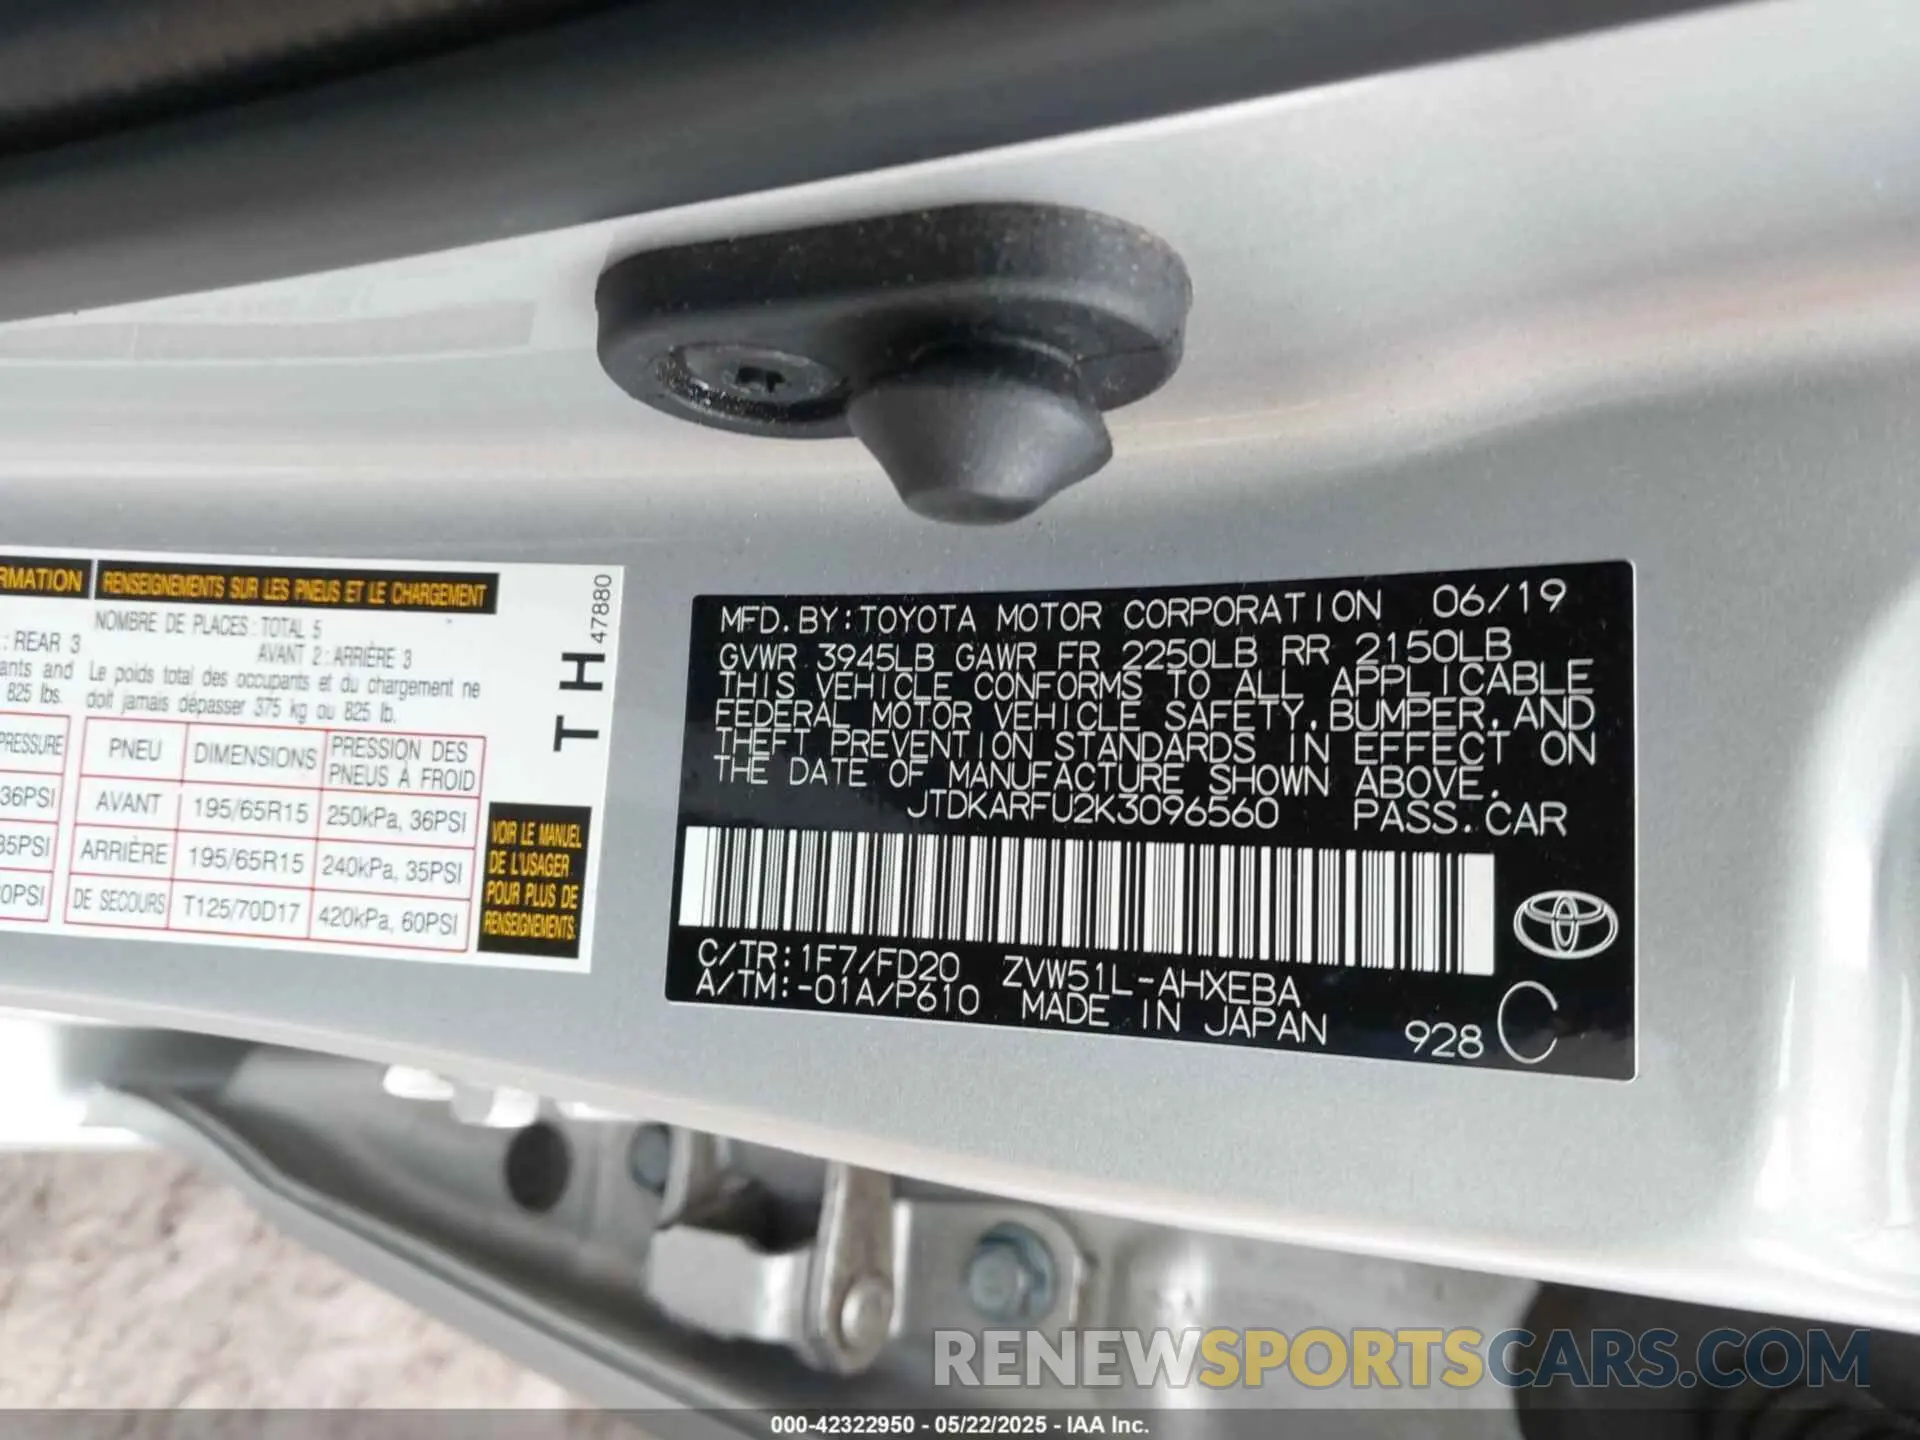 RMATION
RENSEIGNEMENTS SUR LES PNEUS ET LE CHARGEMENT
47880
NOMBRE DE PLACES : TOTAL 5
: REAR 3
AVANT 2 : ARRIÈRE 3
ants and
Le poids total des occupants et du chargement ne
825 lbs.
doit jamais dépasser 375 kg ou 825 lb.
TH
PRESSURE
PNEU DIMENSIONS PRESSION DES PNEUS À FROID
36PSI
AVANT 195/65R15 250kPa, 36PSI
35PSI
ARRIÈRE 195/65R15 240kPa, 35PSI
0PSI
DE SECOURS T125/70D17 420kPa, 60PSI
VOIR LE MANUEL
DE L'USAGER
POUR PLUS DE
RENSEIGNEMENTS.
MFD. BY: TOYOTA MOTOR CORPORATION 06/19
GVWR 3945LB GAWR FR 2250LB RR 2150LB
THIS VEHICLE CONFORMS TO ALL APPLICABLE
FEDERAL MOTOR VEHICLE SAFETY, BUMPER, AND
THEFT PREVENTION STANDARDS IN EFFECT ON
THE DATE OF MANUFACTURE SHOWN ABOVE.
JTDKARFU2K3096560 PASS. CAR
C/TR: 1F7/FD20 ZVW51L-AHXEBA
A/TM: -01A/P610 MADE IN JAPAN 928 C
RENEWSPORTSCARS.COM
000-42322950 - 05/22/2025 - IAA Inc.